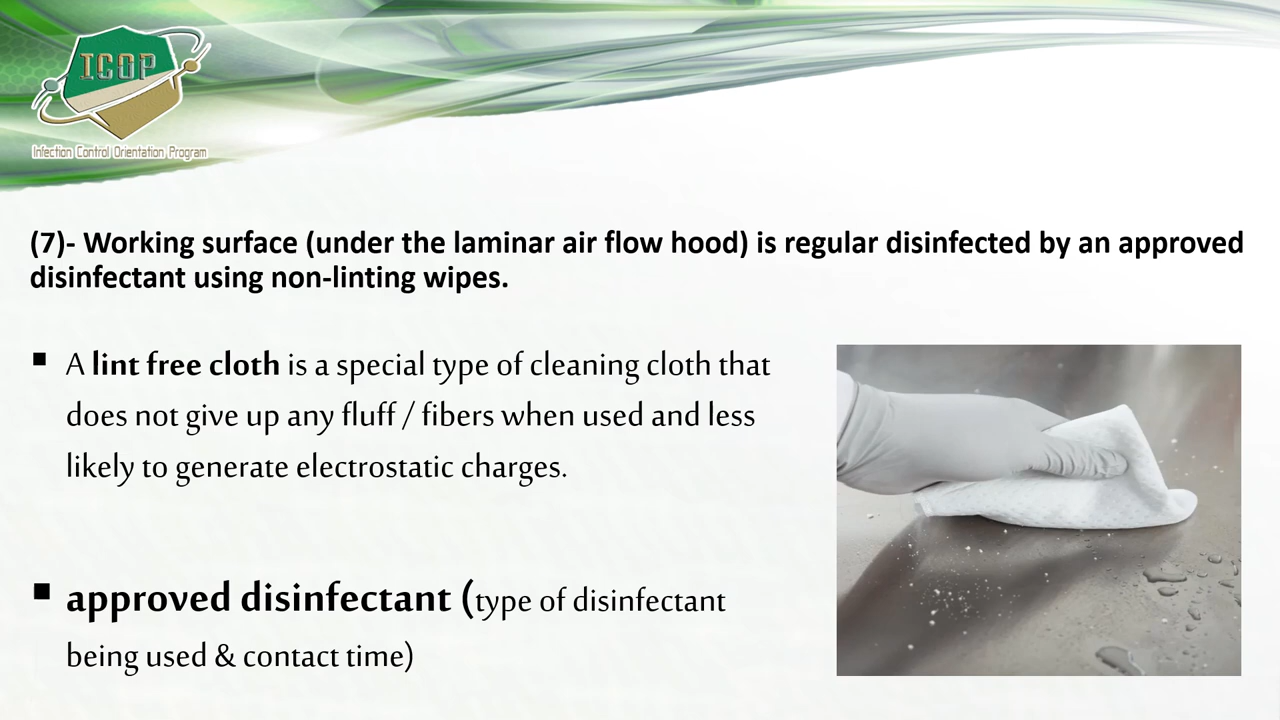 ICOP
Infection Control Orientation Program
(7)- Working surface (under the laminar air flow hood) is regular disinfected by an approved
disinfectant using non-linting wipes.
▪ A lint free cloth is a special type of cleaning cloth that
does not give up any fluff / fibers when used and less
likely to generate electrostatic charges.
▪ approved disinfectant (type of disinfectant
being used & contact time)